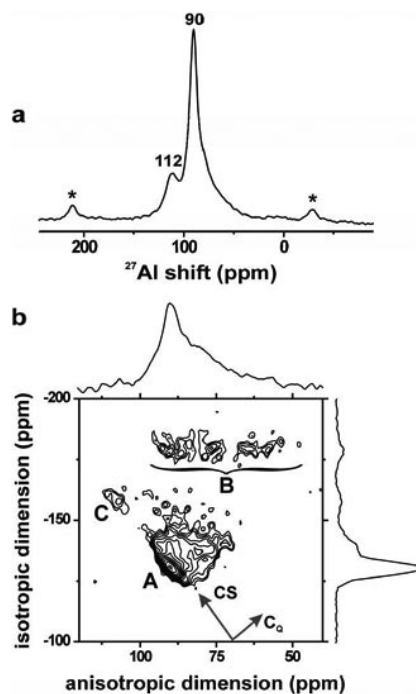 a
90
112
*
*
200
100
0
²⁷Al shift (ppm)
b
-200
-150
-100
isotropic dimension (ppm)
B
C
A
CS
C_Q
100
75
50
anisotropic dimension (ppm)